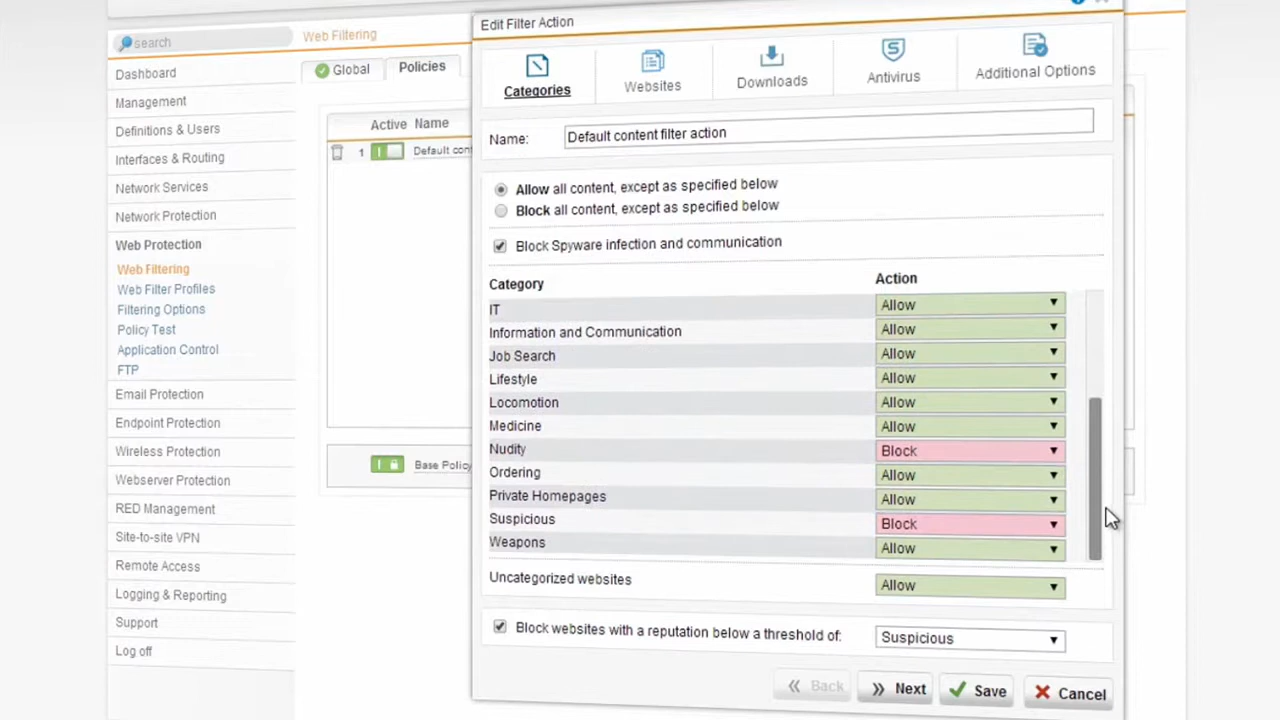 Edit Filter Action
search
Web Filtering
Dashboard
Management
Definitions & Users
Interfaces & Routing
Network Services
Network Protection
Web Protection
Web Filtering
Web Filter Profiles
Filtering Options
Policy Test
Application Control
FTP
Email Protection
Endpoint Protection
Wireless Protection
Webserver Protection
RED Management
Site-to-site VPN
Remote Access
Logging & Reporting
Support
Log off
Global Policies
Active Name
1 Default cont
Base Policy
Categories Websites Downloads Antivirus Additional Options
Name: Default content filter action
Allow all content, except as specified below
Block all content, except as specified below
Block Spyware infection and communication
Category Action
IT Allow
Information and Communication Allow
Job Search Allow
Lifestyle Allow
Locomotion Allow
Medicine Allow
Nudity Block
Ordering Allow
Private Homepages Allow
Suspicious Block
Weapons Allow
Uncategorized websites Allow
Block websites with a reputation below a threshold of: Suspicious
Back Next Save Cancel